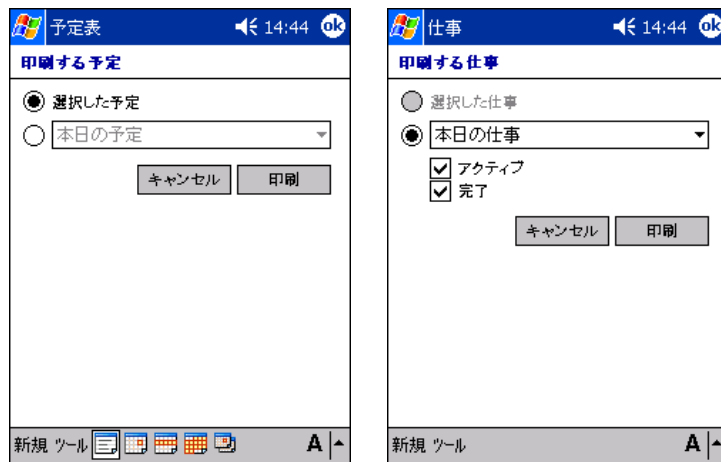 予定表 14:44 ok
印刷する予定
選択した予定
本日の予定
キャンセル 印刷
新規 ツール A
仕事 14:44 ok
印刷する仕事
選択した仕事
本日の仕事
アクティブ
完了
キャンセル 印刷
新規 ツール A